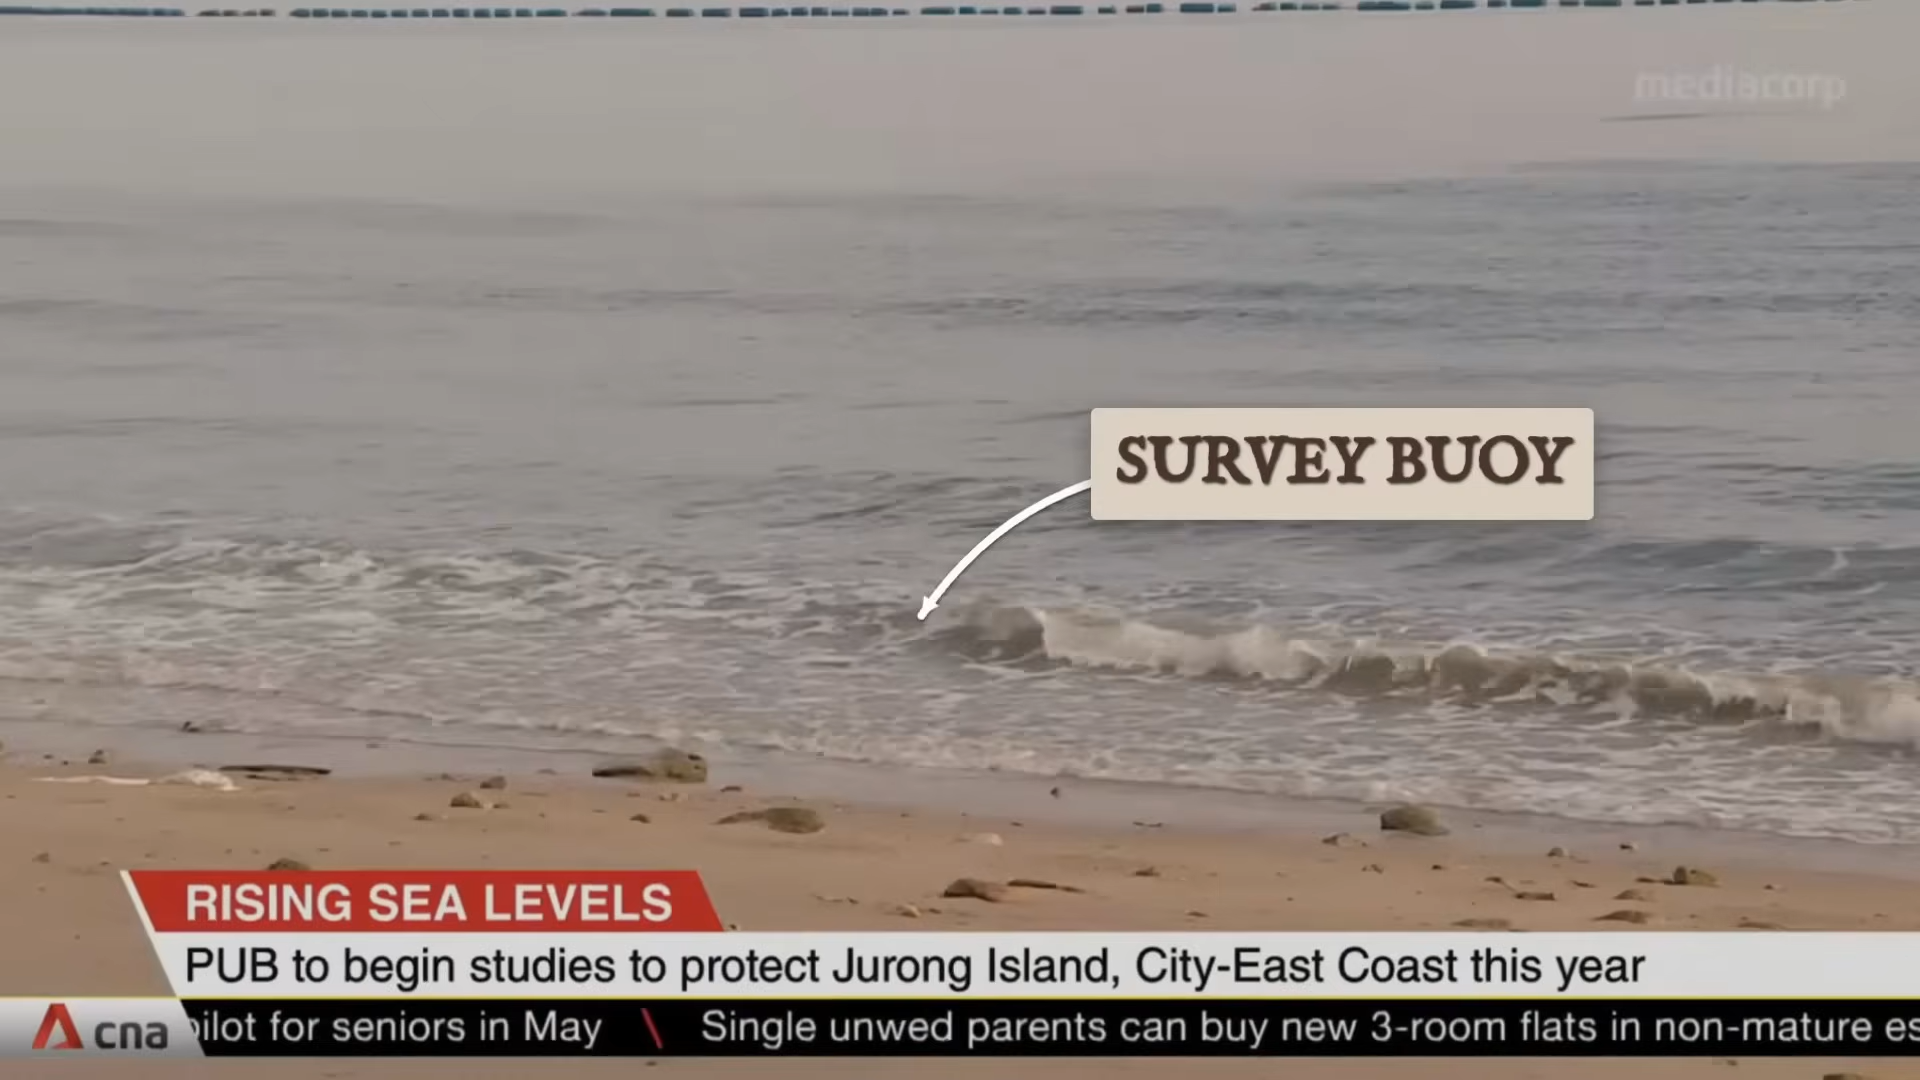 mediacorp
SURVEY BUOY
RISING SEA LEVELS
PUB to begin studies to protect Jurong Island, City-East Coast this year
cna
pilot for seniors in May \ Single unwed parents can buy new 3-room flats in non-mature es